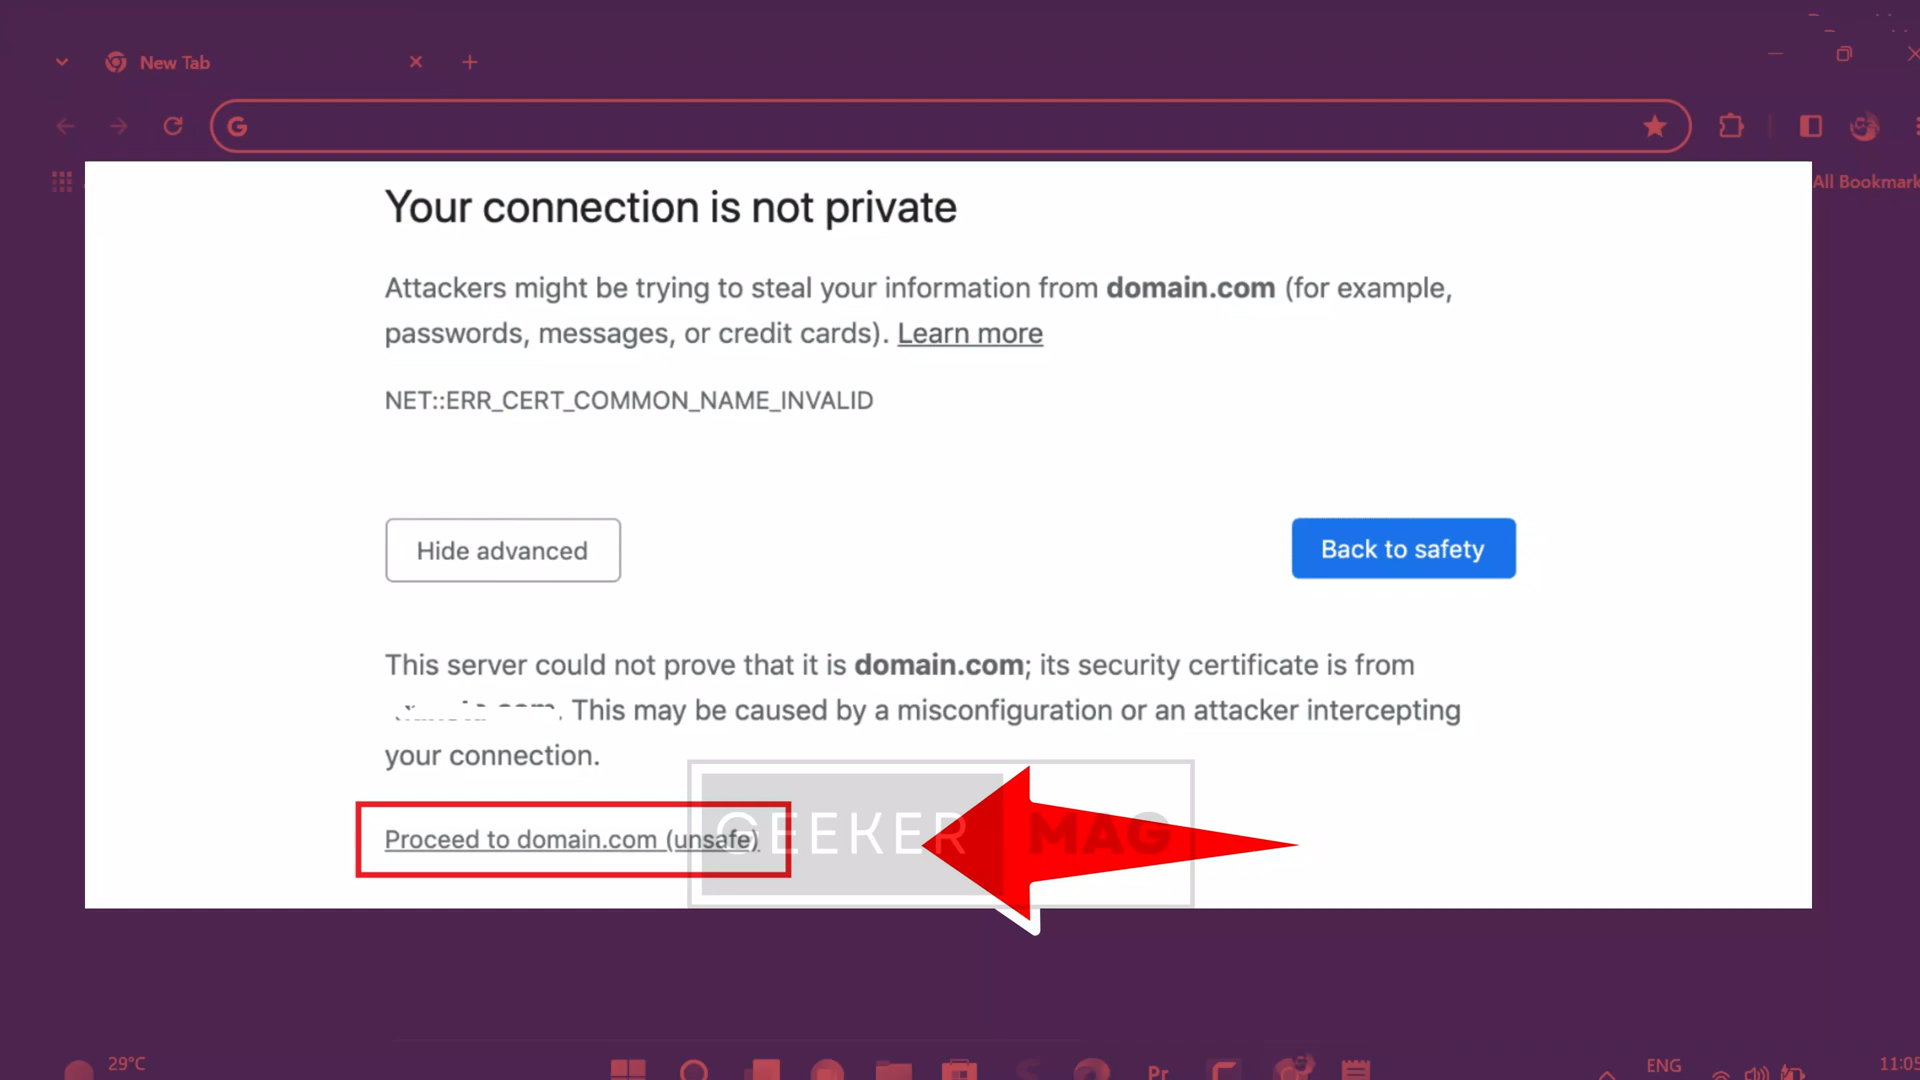 New Tab
All Bookmark
Your connection is not private
Attackers might be trying to steal your information from domain.com (for example,
passwords, messages, or credit cards). Learn more
NET::ERR_CERT_COMMON_NAME_INVALID
Hide advanced
Back to safety
This server could not prove that it is domain.com; its security certificate is from
. This may be caused by a misconfiguration or an attacker intercepting
your connection.
Proceed to domain.com (unsafe)
GEEKER MAG
29°C
Pr
ENG
11:05